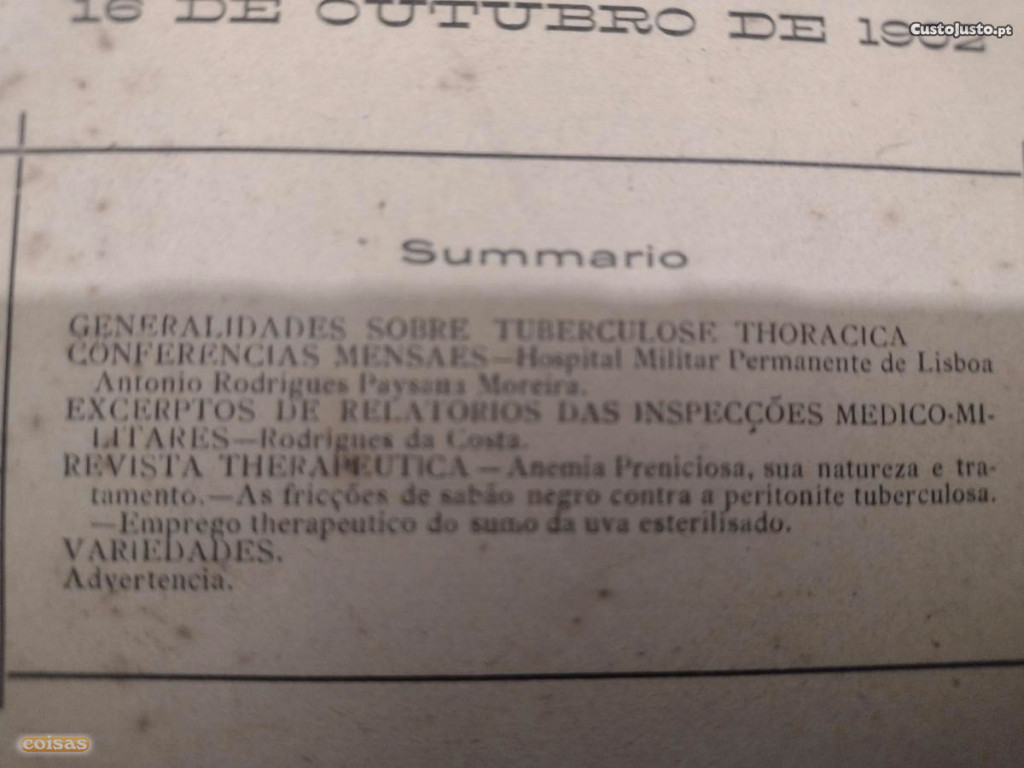 16 DE OUTUBRO DE 1902
CustoJusto.pt
Summario
GENERALIDADES SOBRE TUBERCULOSE THORACICA
CONFERENCIAS MENSAES—Hospital Militar Permanente de Lisboa
Antonio Rodrigues Paysana Moreira.
EXCERPTOS DE RELATORIOS DAS INSPECÇÕES MEDICO-MI-
LITARES—Rodrigues da Costa.
REVISTA THERAPEUTICA—Anemia Preniciosa, sua natureza e tra-
tamento.—As fricções de sabão negro contra a peritonite tuberculosa.
—Emprego therapeutico do sumo da uva esterilisado.
VARIEDADES.
Advertencia.
coisas